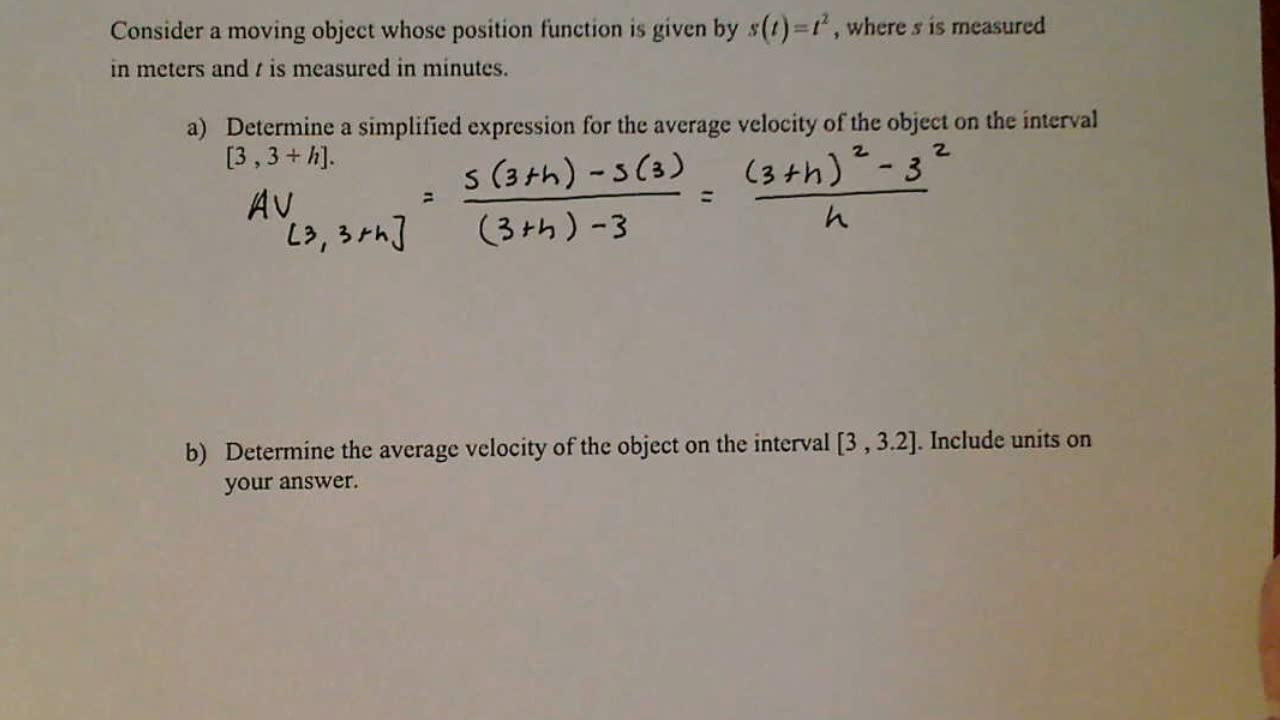 Consider a moving object whose position function is given by s(t)=t², where s is measured
in meters and t is measured in minutes.
a) Determine a simplified expression for the average velocity of the object on the interval
[3 , 3 + h].
AV[3, 3+h] = (s(3+h) - s(3))/((3+h) - 3) = ((3+h)² - 3²)/h
b) Determine the average velocity of the object on the interval [3 , 3.2]. Include units on
your answer.